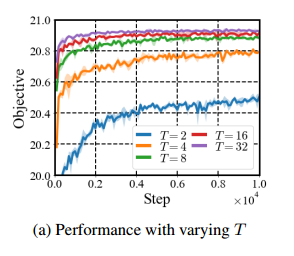 21.0
20.8
20.6
20.4
20.2
20.0
Objective
T=2 T=16
T=4 T=32
T=8
0.0 0.2 0.4 0.6 0.8 1.0
Step
×10⁴
(a) Performance with varying T